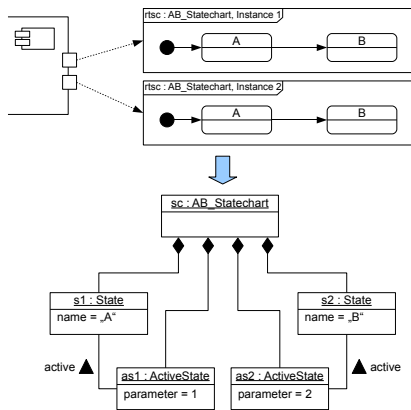 rtsc : AB_Statechart, Instance 1
A
B
rtsc : AB_Statechart, Instance 2
A
B
sc : AB_Statechart
s1 : State
name = „A“
s2 : State
name = „B“
active
active
as1 : ActiveState
parameter = 1
as2 : ActiveState
parameter = 2